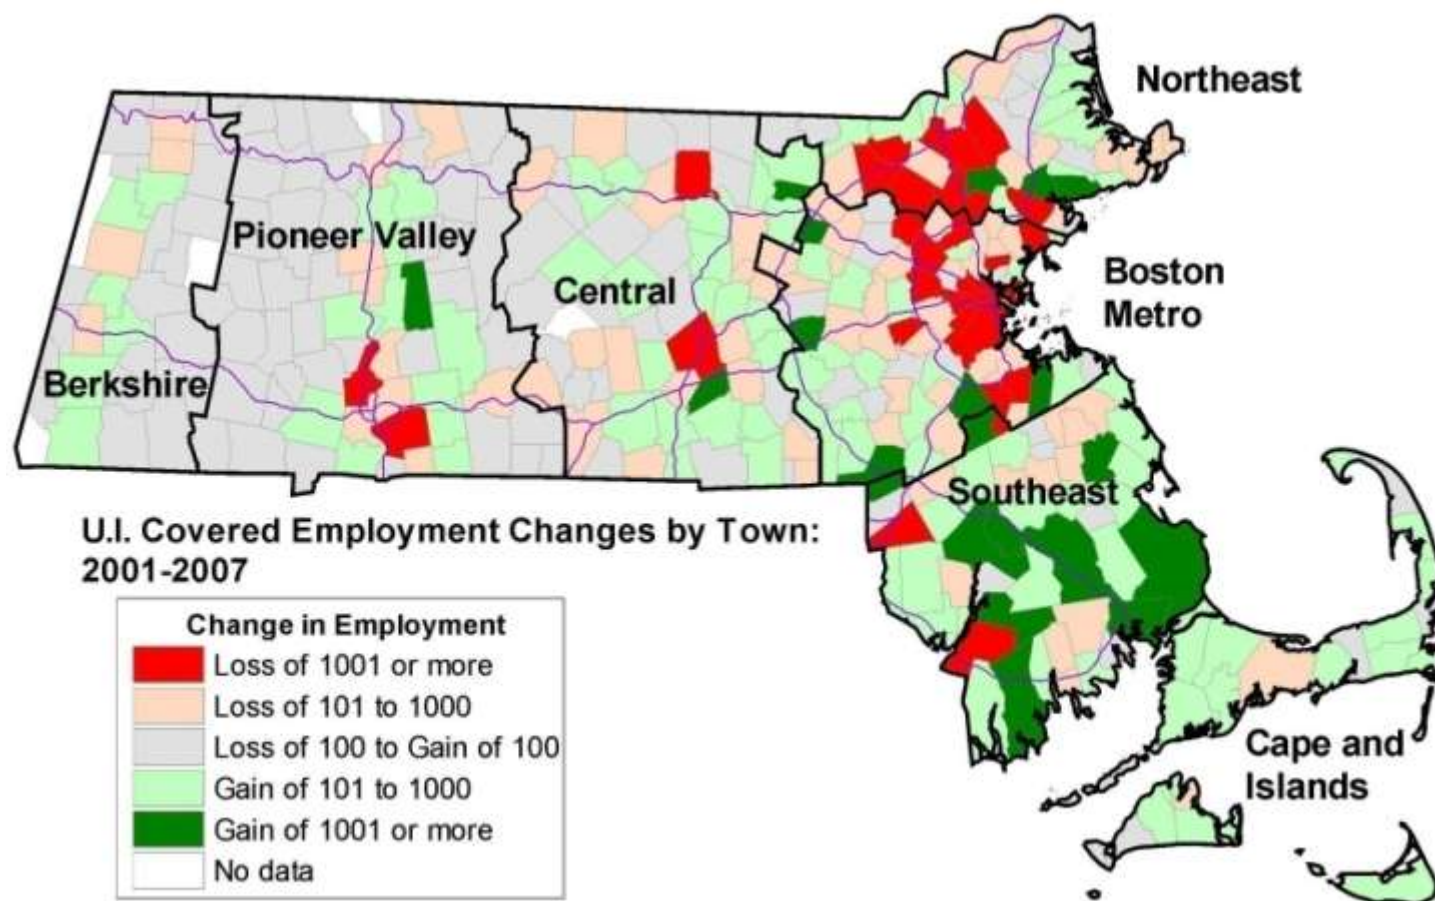 Northeast
Pioneer Valley
Central
Boston
Metro
Berkshire
Southeast
U.I. Covered Employment Changes by Town:
2001-2007
Change in Employment
Loss of 1001 or more
Loss of 101 to 1000
Loss of 100 to Gain of 100
Gain of 101 to 1000
Gain of 1001 or more
No data
Cape and
Islands